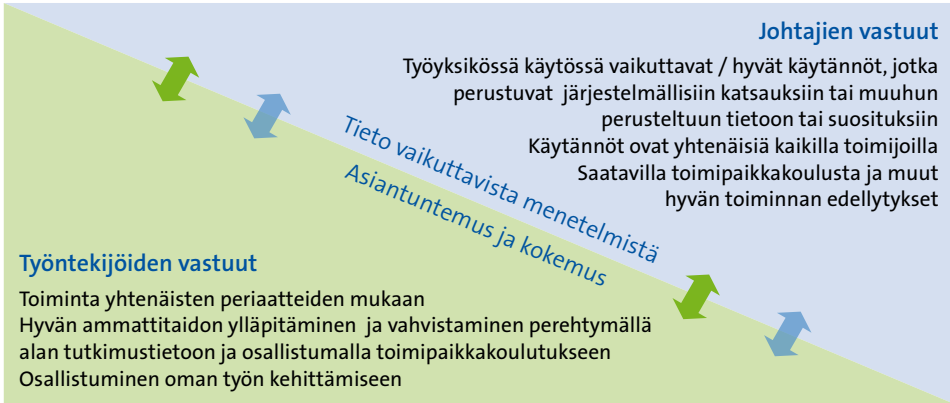 Johtajien vastuut
Työyksikössä käytössä vaikuttavat / hyvät käytännöt, jotka
perustuvat järjestelmällisiin katsauksiin tai muuhun
perusteltuun tietoon tai suosituksiin
Käytännöt ovat yhtenäisiä kaikilla toimijoilla
Saatavilla toimipaikkakoulusta ja muut
hyvän toiminnan edellytykset
Tieto vaikuttavista menetelmistä
Asiantuntemus ja kokemus
Työntekijöiden vastuut
Toiminta yhtenäisten periaatteiden mukaan
Hyvän ammattitaidon ylläpitäminen ja vahvistaminen perehtymällä
alan tutkimustietoon ja osallistumalla toimipaikkakoulutukseen
Osallistuminen oman työn kehittämiseen